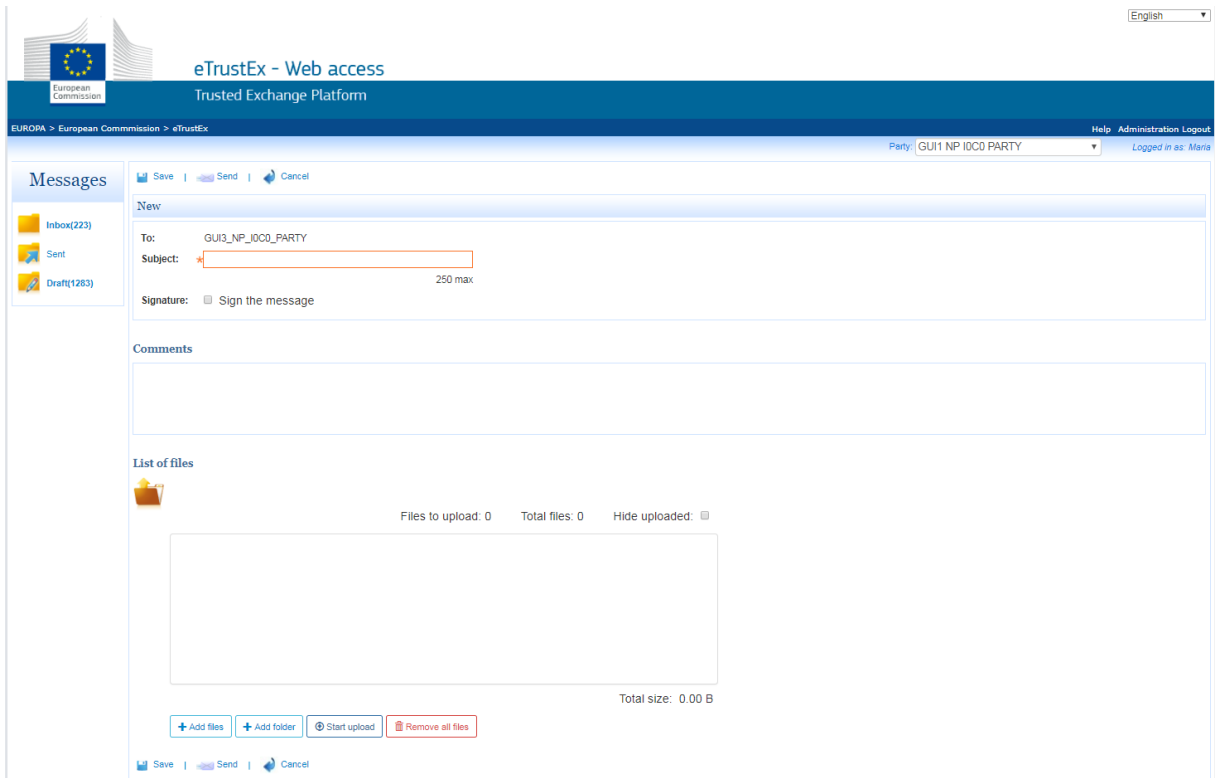 English
European
Commission
eTrustEx - Web access
Trusted Exchange Platform
EUROPA > European Commmission > eTrustEx
Help Administration Logout
Party: GUI1 NP I0C0 PARTY
Logged in as: Maria
Messages
Inbox(223)
Sent
Draft(1283)
Save | Send | Cancel
New
To: GUI3_NP_I0C0_PARTY
Subject: *
250 max
Signature: Sign the message
Comments
List of files
Files to upload: 0 Total files: 0 Hide uploaded:
Total size: 0.00 B
+ Add files + Add folder Start upload Remove all files
Save | Send | Cancel